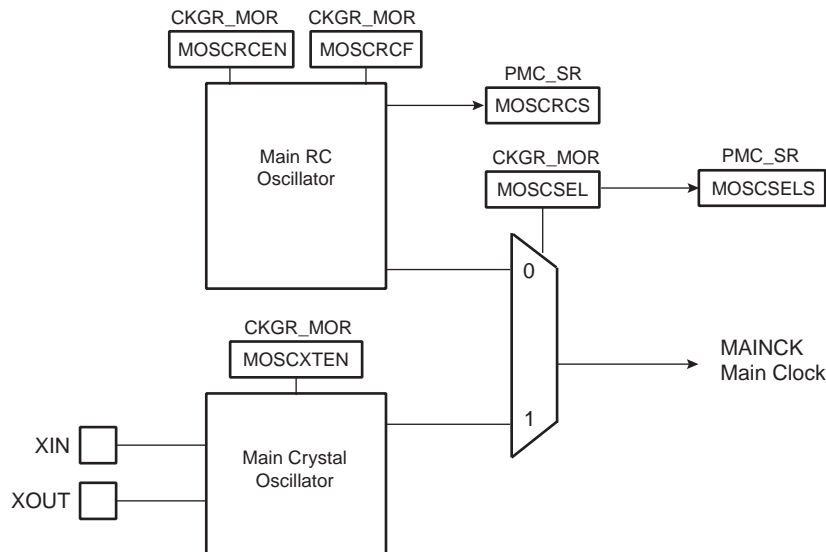 CKGR_MOR CKGR_MOR
MOSCRCEN MOSCRCF
PMC_SR
MOSCRCS
Main RC
Oscillator
CKGR_MOR PMC_SR
MOSCSEL MOSCSELS
0
CKGR_MOR
MOSCXTEN
MAINCK
Main Clock
1
XIN
Main Crystal
Oscillator
XOUT